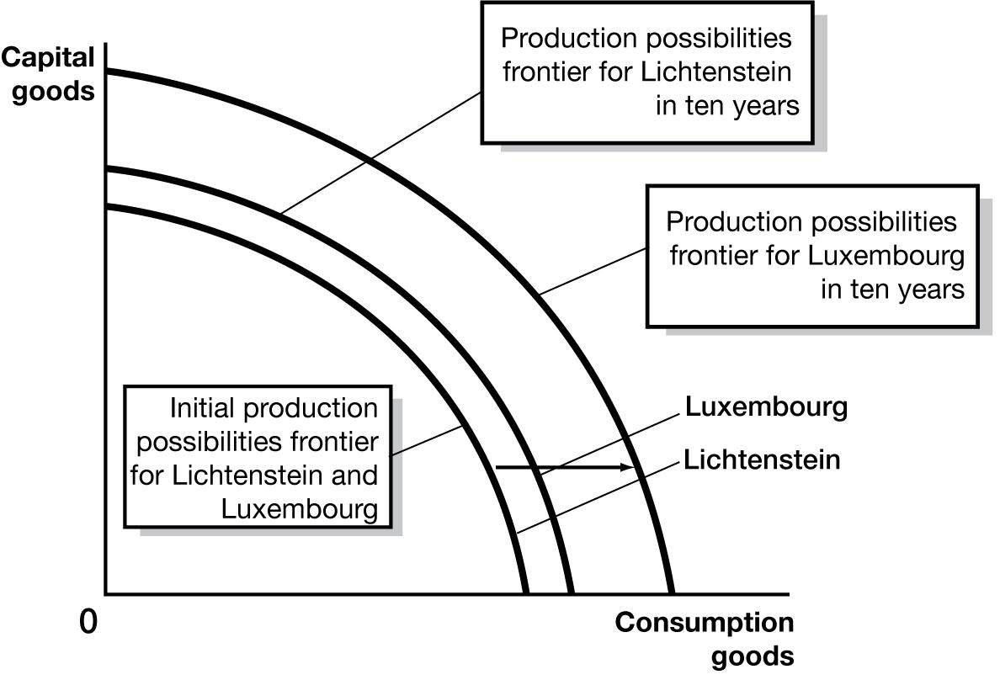 Capital
goods
Production possibilities
frontier for Lichtenstein
in ten years
Production possibilities
frontier for Luxembourg
in ten years
Initial production
possibilities frontier
for Lichtenstein and
Luxembourg
Luxembourg
Lichtenstein
0
Consumption
goods